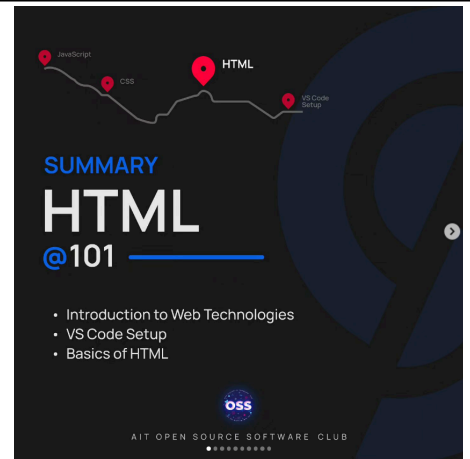 JavaScript
CSS
HTML
VS Code
Setup
SUMMARY
HTML
@101
• Introduction to Web Technologies
• VS Code Setup
• Basics of HTML
OSS
AIT OPEN SOURCE SOFTWARE CLUB